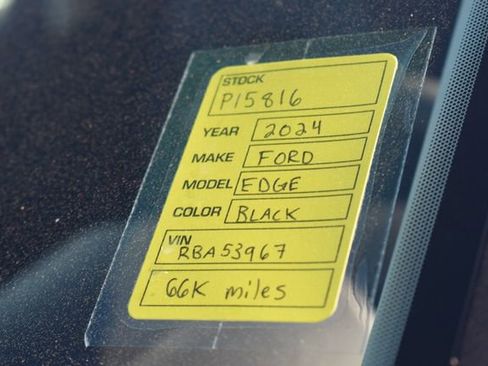 STOCK
P15816
YEAR 2024
MAKE FORD
MODEL EDGE
COLOR BLACK
VIN
RBA53967
66K miles